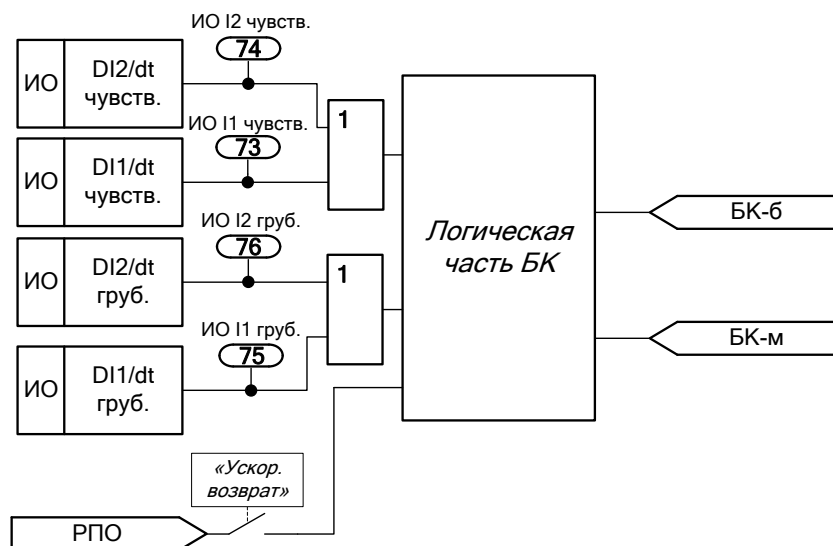 ИО I2 чувств.
74
ИО
DI2/dt
чувств.
ИО I1 чувств.
73
1
ИО
DI1/dt
чувств.
ИО I2 груб.
76
ИО
DI2/dt
груб.
1
ИО I1 груб.
75
ИО
DI1/dt
груб.
Логическая
часть БК
БК-б
БК-м
«Ускор.
возврат»
РПО